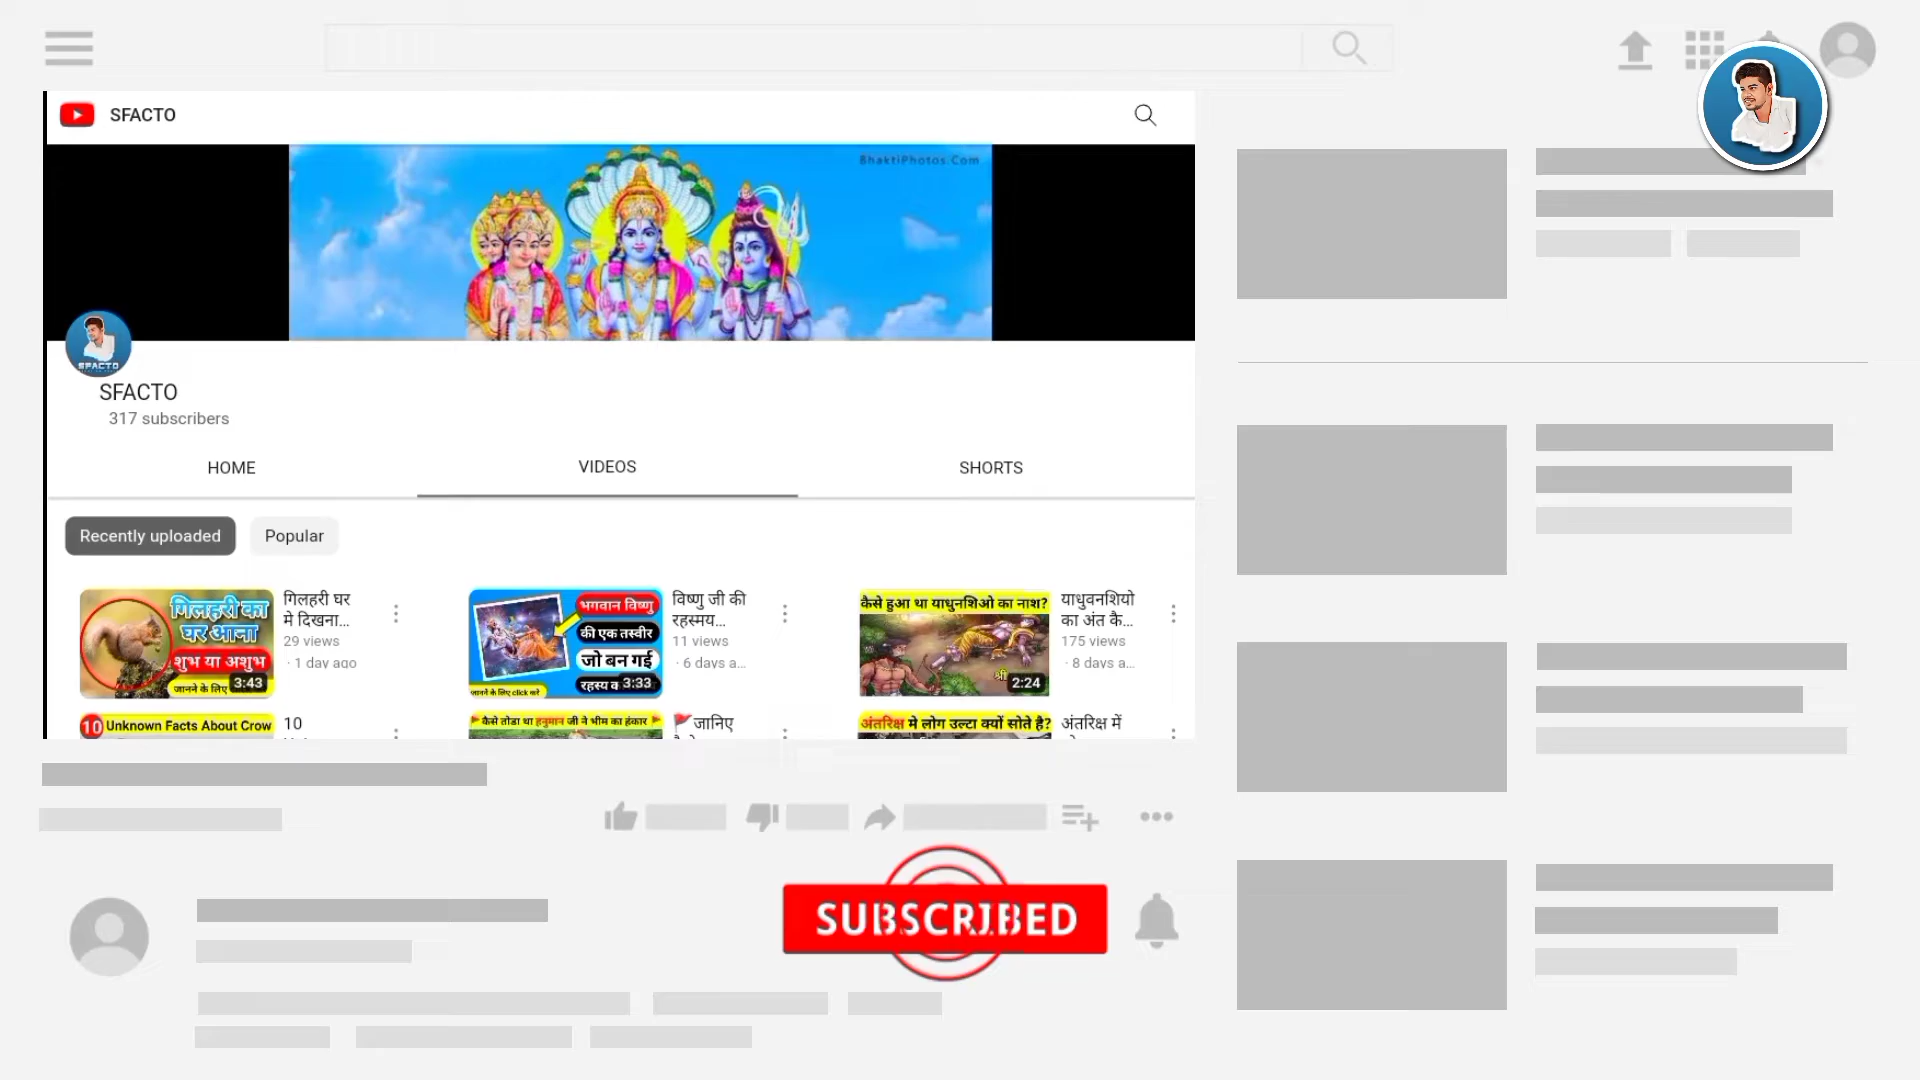 SFACTO
BhaktiPhotos.Com
SFACTO
SFACTO
317 subscribers
HOME
VIDEOS
SHORTS
Recently uploaded
Popular
गिलहरी का
घर आना
शुभ या अशुभ
जानने के लिए
3:43
गिलहरी घर
मे दिखना...
29 views
· 1 day ago
भगवान विष्णु
की एक तस्वीर
जो बन गई
रहस्य
जानने के लिए click करे
3:33
विष्णु जी की
रहस्मय...
11 views
· 6 days a...
कैसे हुआ था याधुनशिओ का नाश?
श्री
2:24
याधुवनशियो
का अंत कै...
175 views
· 8 days a...
10 Unknown Facts About Crow
10
कैसे तोडा था हनुमान जी ने भीम का हंकार
🚩जानिए
अंतरिक्ष मे लोग उल्टा क्यों सोते है?
अंतरिक्ष में
SUBSCRIBED